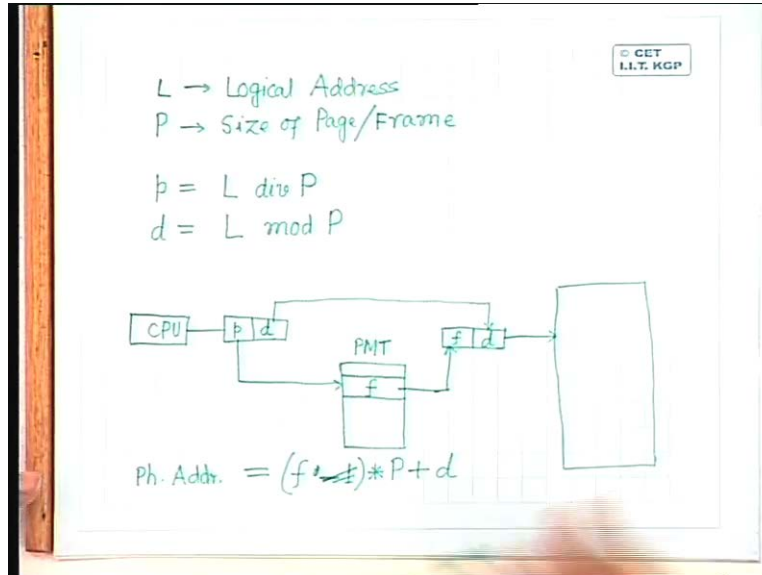 © CET
I.I.T. KGP
L → Logical Address
P → Size of Page/Frame
p = L div P
d = L mod P
CPU p d f d
PMT
f
Ph. Addr. = (f) * P + d